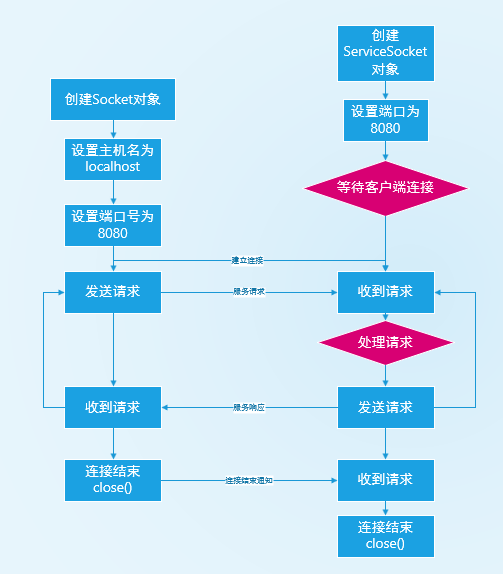 创建
ServiceSocket
对象
创建Socket对象
设置端口为
8080
设置主机名为
localhost
等待客户端连接
设置端口号为
8080
建立连接
发送请求
服务请求
收到请求
处理请求
收到请求
服务响应
发送请求
连接结束
close()
连接结束通知
收到请求
连接结束
close()